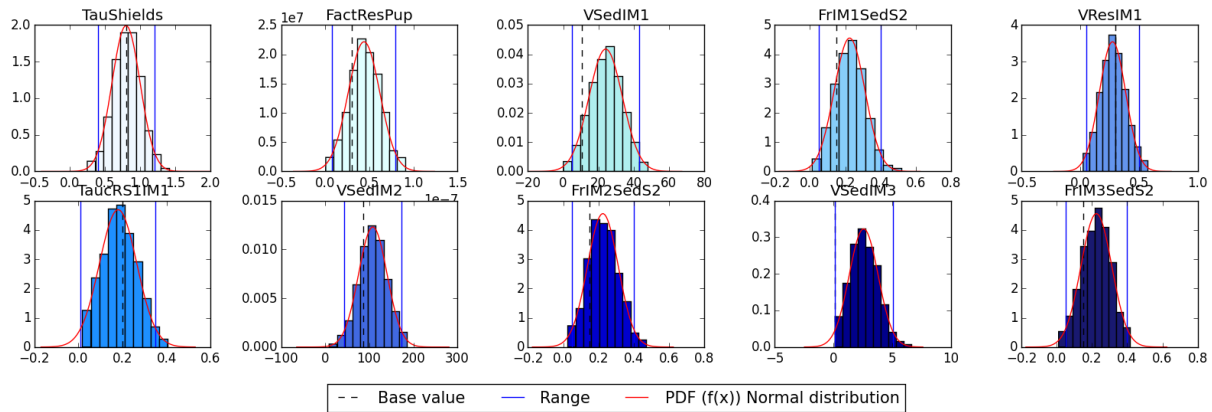 TauShields
FactResPup
VSedIM1
FrIM1SedS2
VResIM1
1e7
2.0
1.5
1.0
0.5
0.0
−0.5 0.0 0.5 1.0 1.5 2.0
2.5
2.0
1.5
1.0
0.5
0.0
−0.5 0.0 0.5 1.0 1.5
1e−7
0.05
0.04
0.03
0.02
0.01
0.00
−20 0 20 40 60 80
5
4
3
2
1
0
−0.2 0.0 0.2 0.4 0.6 0.8
4
3
2
1
0
−0.5 0.0 0.5 1.0
TaucRS1IM1
VSedIM2
FrIM2SedS2
VSedIM3
FrIM3SedS2
5
4
3
2
1
0
−0.2 0.0 0.2 0.4 0.6
0.015
0.010
0.005
0.000
−100 0 100 200 300
5
4
3
2
1
0
−0.2 0.0 0.2 0.4 0.6 0.8
0.4
0.3
0.2
0.1
0.0
−5 0 5 10
5
4
3
2
1
0
−0.2 0.0 0.2 0.4 0.6 0.8
Base value
Range
PDF (f(x)) Normal distribution